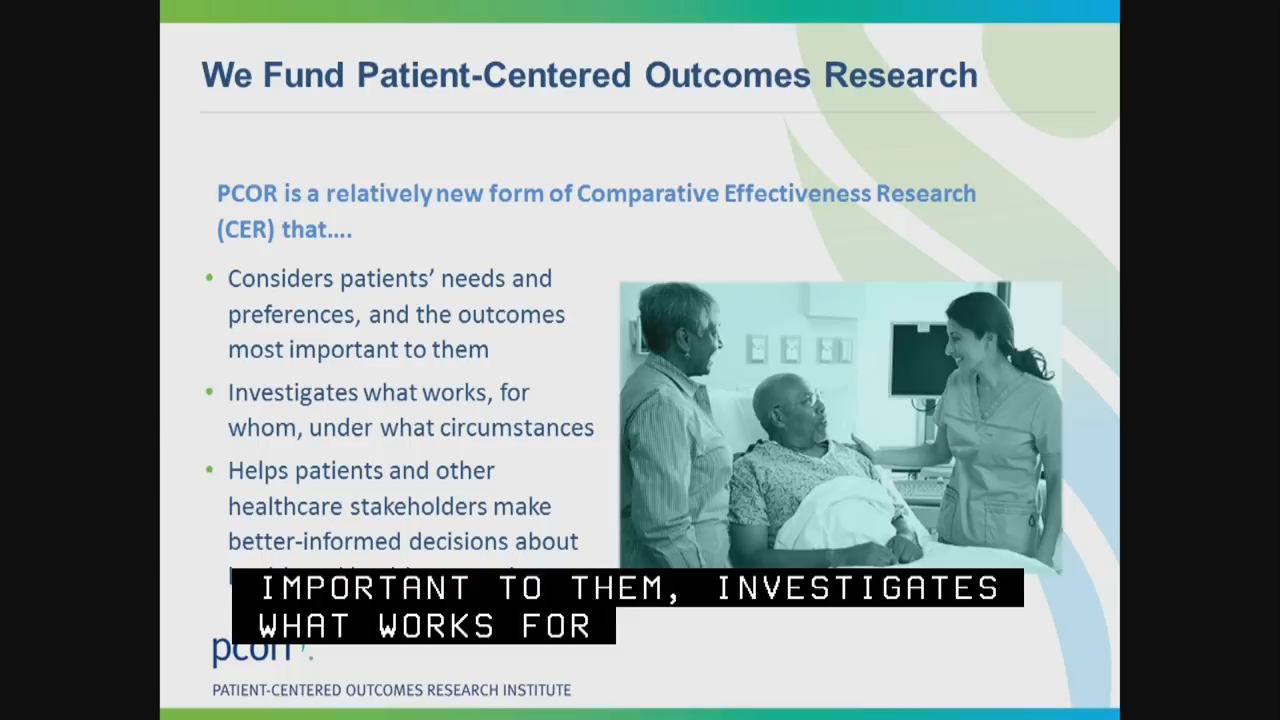 We Fund Patient-Centered Outcomes Research
PCOR is a relatively new form of Comparative Effectiveness Research
(CER) that....
• Considers patients’ needs and
preferences, and the outcomes
most important to them
• Investigates what works, for
whom, under what circumstances
• Helps patients and other
healthcare stakeholders make
better-informed decisions about
IMPORTANT TO THEM, INVESTIGATES
WHAT WORKS FOR
pcori
PATIENT-CENTERED OUTCOMES RESEARCH INSTITUTE